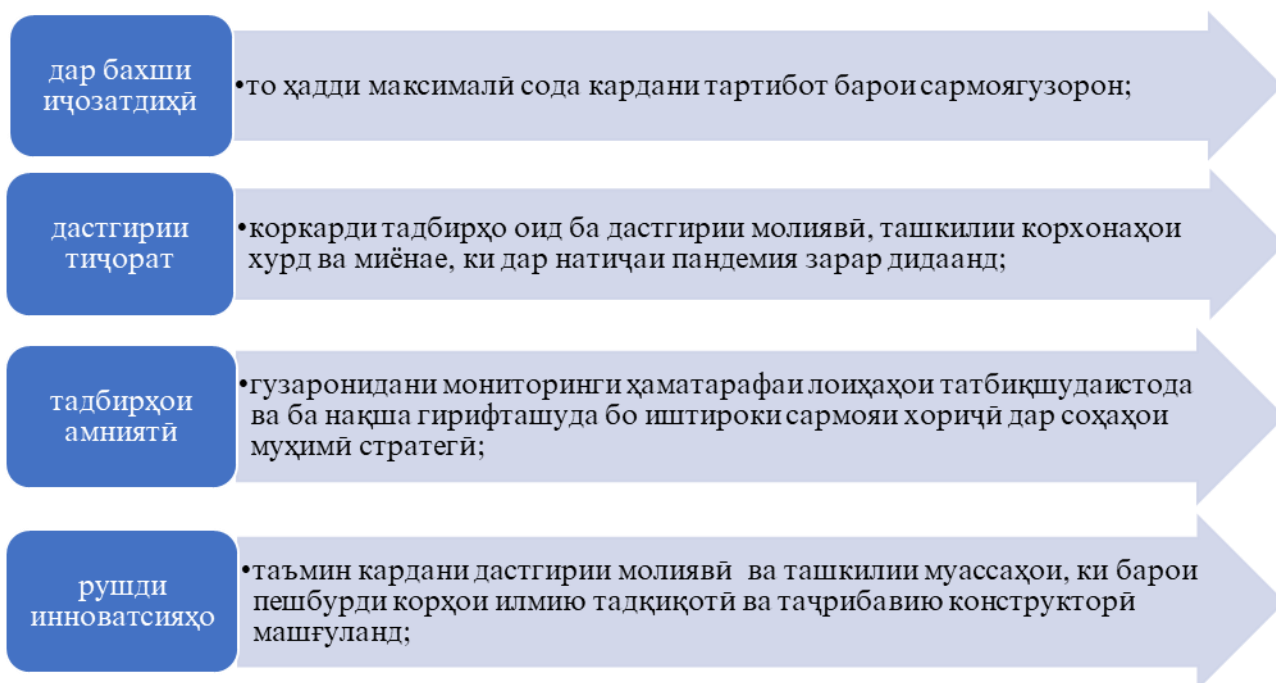 дар бахши
иҷозатдиҳӣ
•то ҳадди максималӣ сода кардани тартибот барои сармоягузорон;
дастгирии
тиҷорат
•коркарди тадбирҳо оид ба дастгирии молиявӣ, ташкилии корхонаҳои
хурд ва миёнае, ки дар натиҷаи пандемия зарар дидаанд;
тадбирҳои
амниятӣ
•гузаронидани мониторинги ҳаматарафаи лоиҳаҳои татбиқшудаистода
ва ба нақша гирифташуда бо иштироки сармояи хориҷӣ дар соҳаҳои
муҳимӣ стратегӣ;
рушди
инноватсияҳо
•таъмин кардани дастгирии молиявӣ ва ташкилии муассаҳои, ки барои
пешбурди корҳои илмию тадқиқотӣ ва таҷрибавию конструкторӣ
машғуланд;